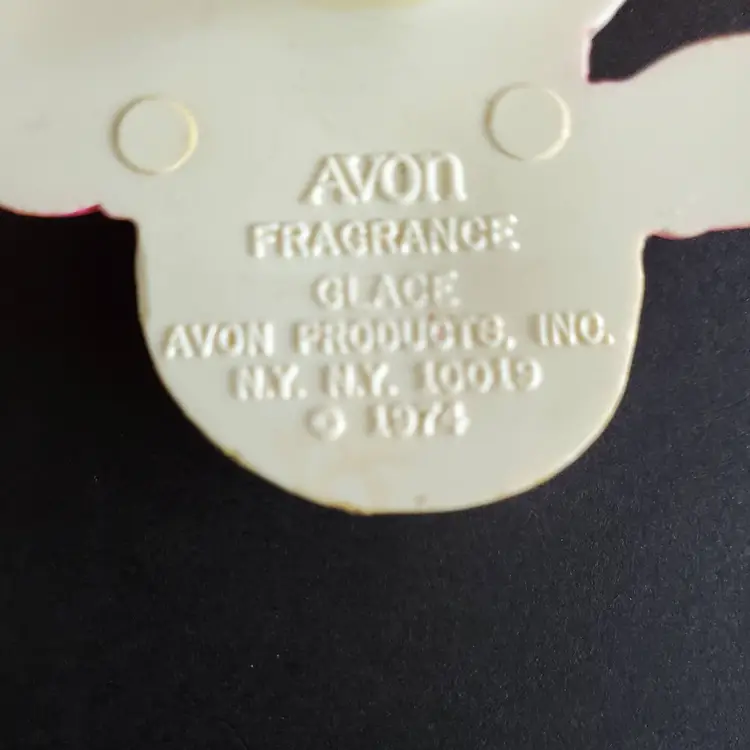 AVON
FRAGRANCE
GLACE
AVON PRODUCTS, INC.
N.Y. N.Y. 10019
© 1974